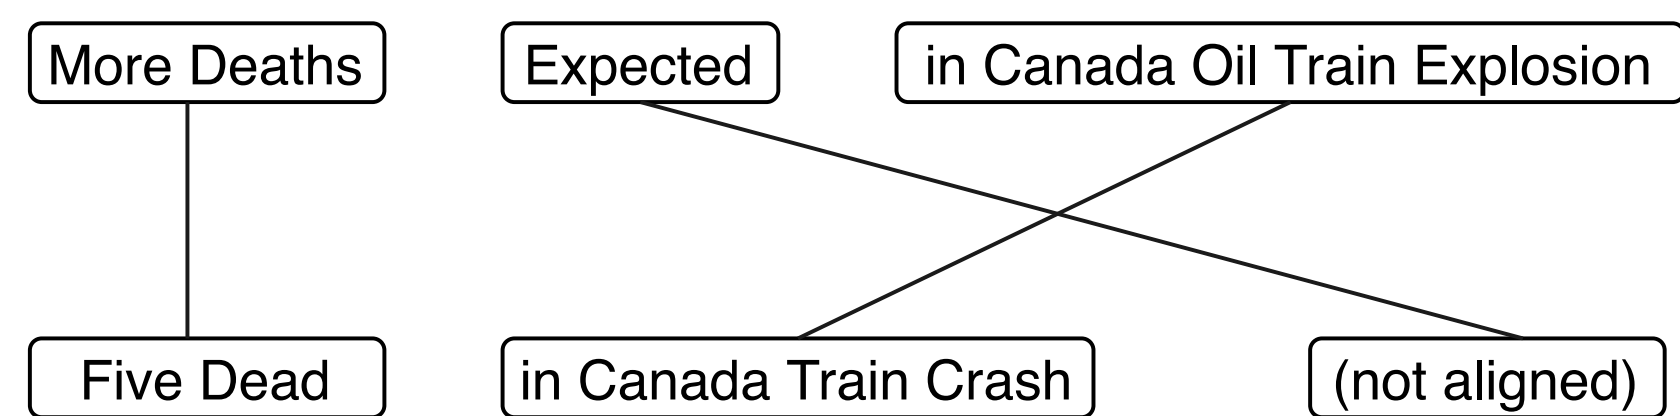 More Deaths Expected in Canada Oil Train Explosion
Five Dead in Canada Train Crash (not aligned)